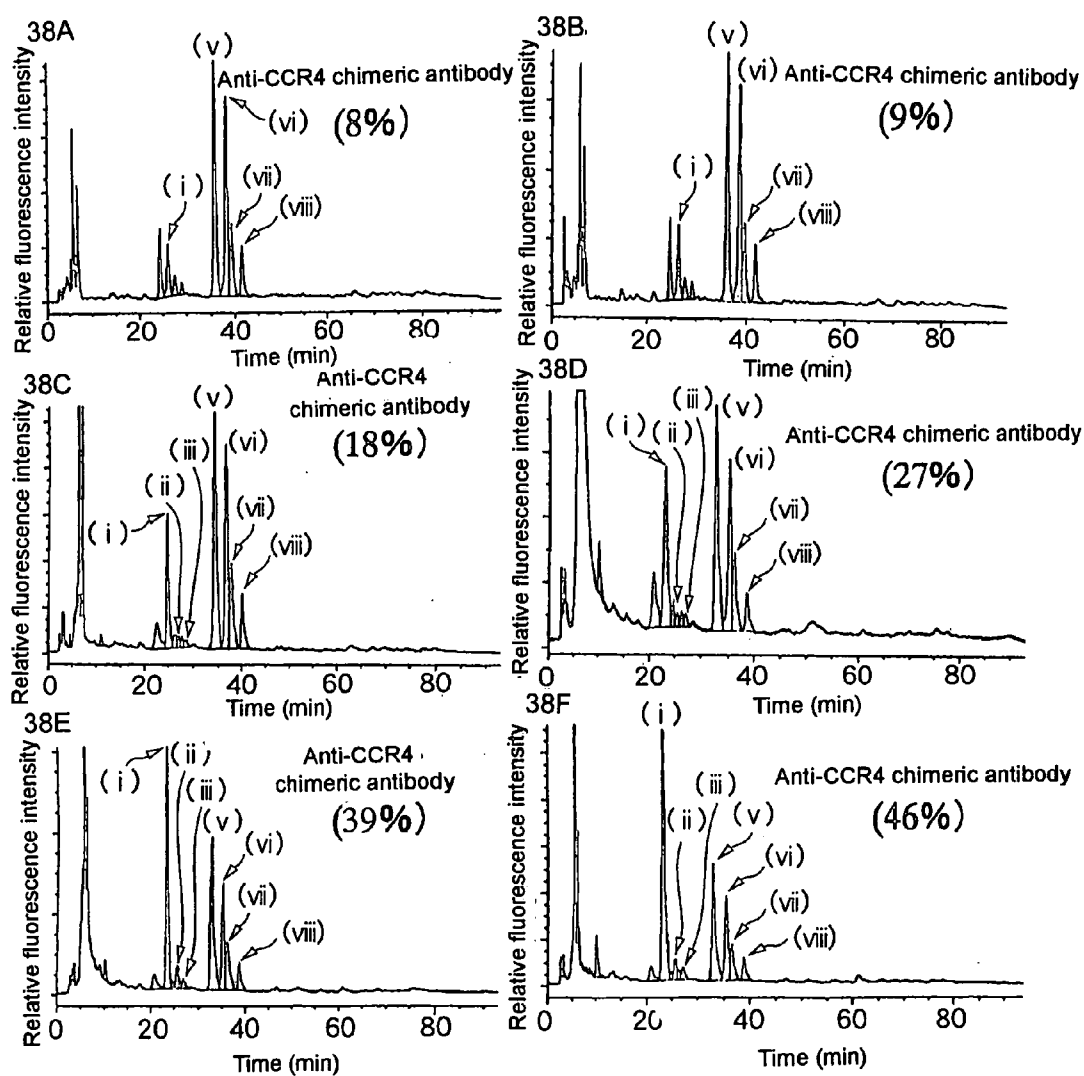 38A
Relative fluorescence intensity
(v)
Anti-CCR4 chimeric antibody
(8%)
(vi)
(i)
(vii)
(viii)
0 20 40 60 80
Time (min)
38B
Relative fluorescence intensity
(v)
(vi) Anti-CCR4 chimeric antibody
(9%)
(i)
(vii)
(viii)
0 20 40 60 80
Time (min)
38C
Relative fluorescence intensity
Anti-CCR4
chimeric antibody
(18%)
(v)
(iii)
(vi)
(ii)
(vii)
(i)
(viii)
0 20 40 60 80
Time (min)
38D
Relative fluorescence intensity
(iii)
(v)
(i)
(ii)
Anti-CCR4 chimeric antibody
(27%)
(vi)
(vii)
(viii)
0 20 40 60 80
Time (min)
38E
Relative fluorescence intensity
(ii)
Anti-CCR4
chimeric antibody
(39%)
(i)
(iii)
(v)
(vi)
(vii)
(viii)
0 20 40 60 80
Time (min)
38F
Relative fluorescence intensity
(i)
(iii)
Anti-CCR4 chimeric antibody
(46%)
(ii)
(v)
(vi)
(vii)
(viii)
0 20 40 60 80
Time (min)